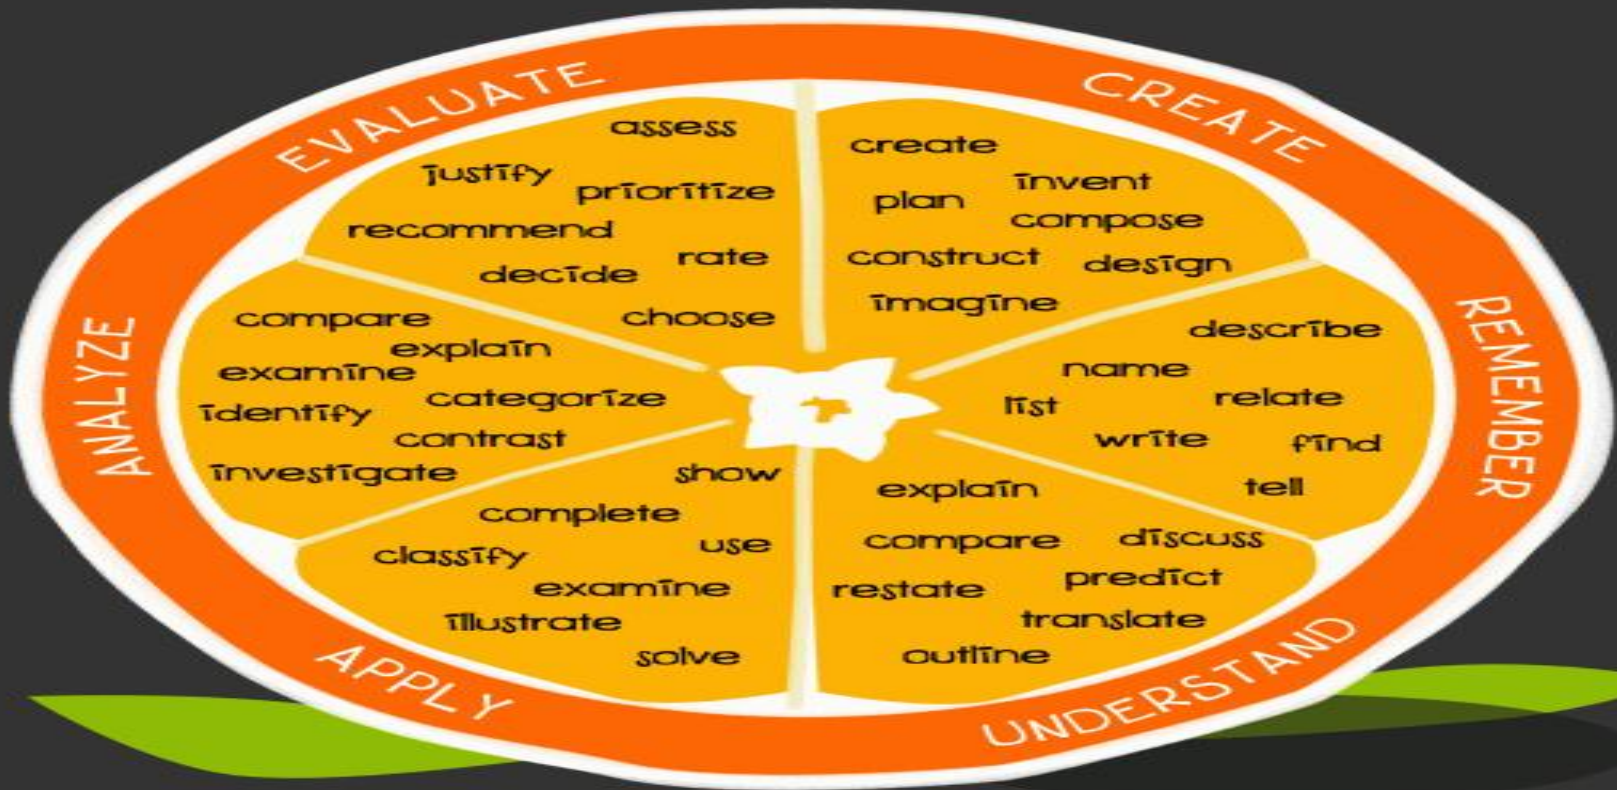 EVALUATE
assess
justify
prioritize
recommend
rate
decide
choose
CREATE
create
invent
plan
compose
construct
design
imagine
REMEMBER
describe
name
list
relate
write
find
tell
UNDERSTAND
explain
compare
discuss
restate
predict
translate
outline
APPLY
show
complete
use
classify
examine
illustrate
solve
ANALYZE
compare
explain
examine
categorize
identify
contrast
investigate